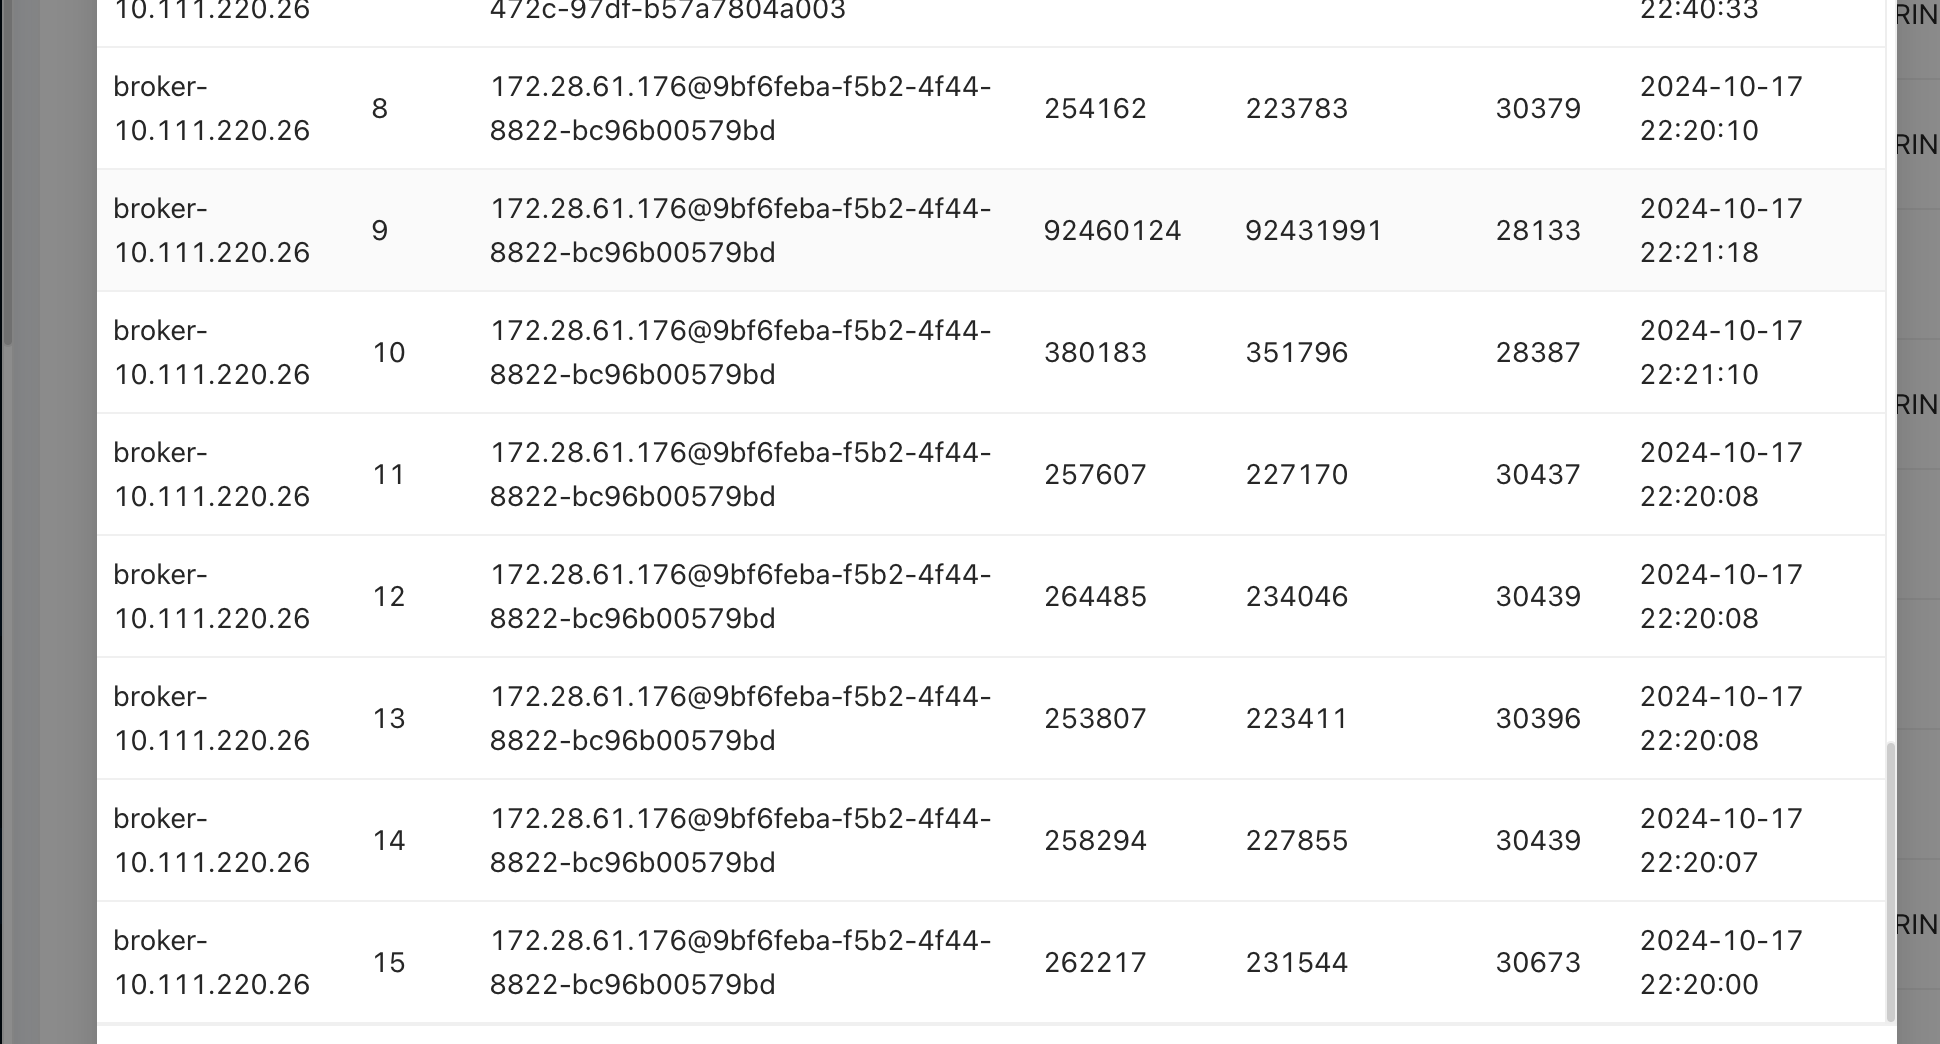 10.111.220.26 472c-97df-b57a7804a003 22:40:33
broker- 172.28.61.176@9bf6feba-f5b2-4f44- 2024-10-17
8 254162 223783 30379
10.111.220.26 8822-bc96b00579bd 22:20:10
broker- 172.28.61.176@9bf6feba-f5b2-4f44- 2024-10-17
9 92460124 92431991 28133
10.111.220.26 8822-bc96b00579bd 22:21:18
broker- 172.28.61.176@9bf6feba-f5b2-4f44- 2024-10-17
10 380183 351796 28387
10.111.220.26 8822-bc96b00579bd 22:21:10
broker- 172.28.61.176@9bf6feba-f5b2-4f44- 2024-10-17
11 257607 227170 30437
10.111.220.26 8822-bc96b00579bd 22:20:08
broker- 172.28.61.176@9bf6feba-f5b2-4f44- 2024-10-17
12 264485 234046 30439
10.111.220.26 8822-bc96b00579bd 22:20:08
broker- 172.28.61.176@9bf6feba-f5b2-4f44- 2024-10-17
13 253807 223411 30396
10.111.220.26 8822-bc96b00579bd 22:20:08
broker- 172.28.61.176@9bf6feba-f5b2-4f44- 2024-10-17
14 258294 227855 30439
10.111.220.26 8822-bc96b00579bd 22:20:07
broker- 172.28.61.176@9bf6feba-f5b2-4f44- 2024-10-17
15 262217 231544 30673
10.111.220.26 8822-bc96b00579bd 22:20:00